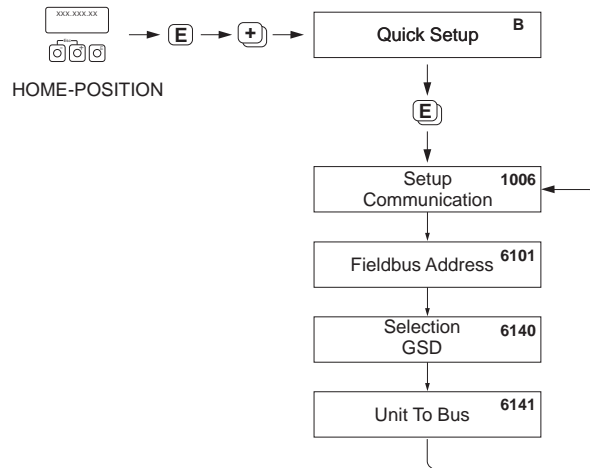 XXX.XXX.XX
Esc
E
+
Quick Setup
B
HOME-POSITION
E
Setup
Communication
1006
Fieldbus Address
6101
Selection
GSD
6140
Unit To Bus
6141